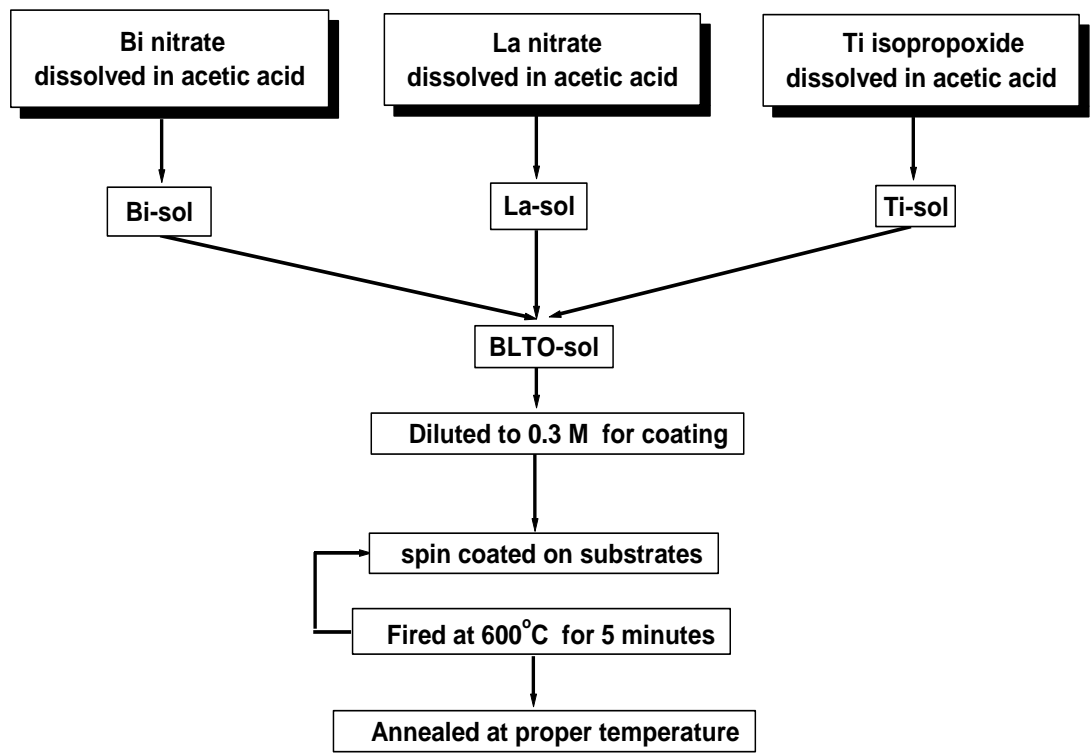 Bi nitrate
dissolved in acetic acid
La nitrate
dissolved in acetic acid
Ti isopropoxide
dissolved in acetic acid
Bi-sol
La-sol
Ti-sol
BLTO-sol
Diluted to 0.3 M for coating
spin coated on substrates
Fired at 600°C for 5 minutes
Annealed at proper temperature